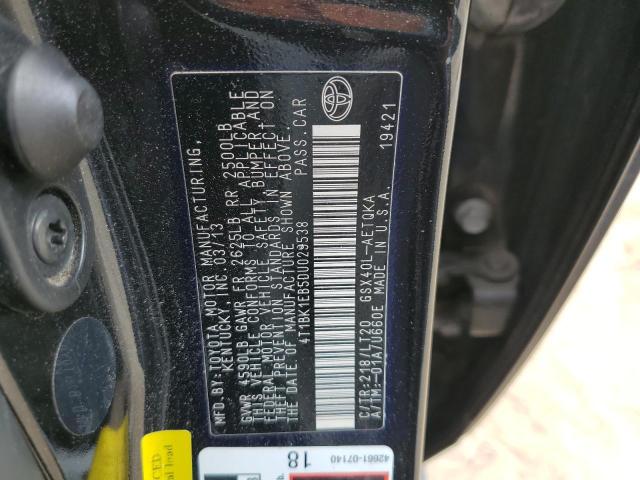 MFD.BY:TOYOTA MOTOR MANUFACTURING,
KENTUCKY, INC. 03/13
GVWR 4590LB GAWR FR 2625LB RR 2500LB
THIS VEHICLE CONFORMS TO ALL APPLICABLE
FEDERAL MOTOR VEHICLE SAFETY, BUMPER AND
THEFT PREVENTION STANDARDS IN EFFECT ON
THE DATE OF MANUFACTURE SHOWN ABOVE.
4T1BK1EB5DU029538 PASS.CAR
C/TR:218/LT20 GSX40L-AETQKA
A/TM:-01A/U660E MADE IN U.S.A.
19421
42661-07140
18